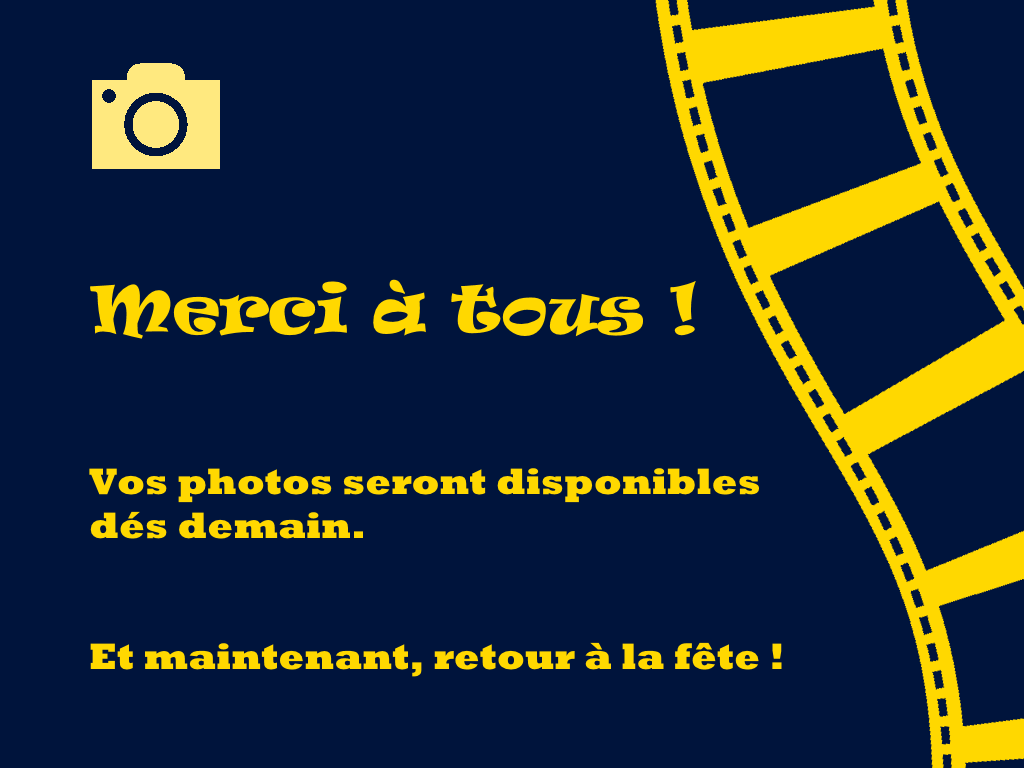 Merci à tous !
Vos photos seront disponibles
dés demain.
Et maintenant, retour à la fête !